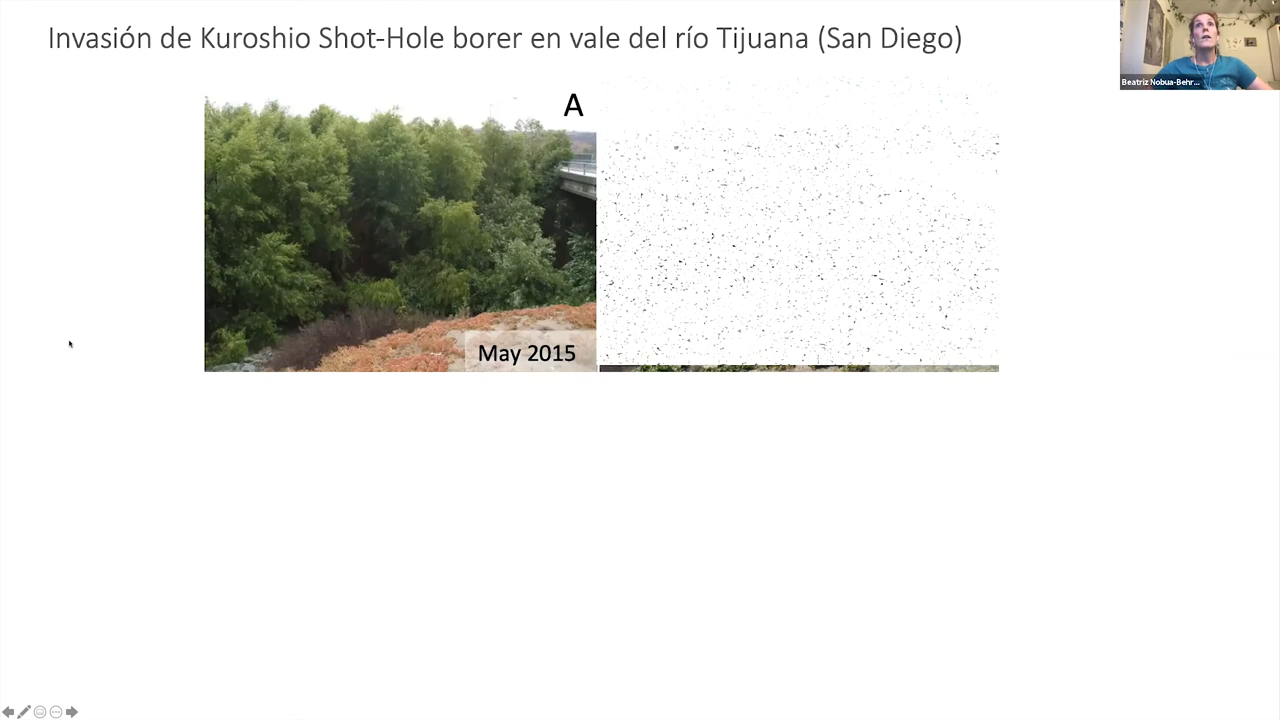 Invasión de Kuroshio Shot-Hole borer en vale del río Tijuana (San Diego)
Beatriz Nobua-Behr...
A
May 2015